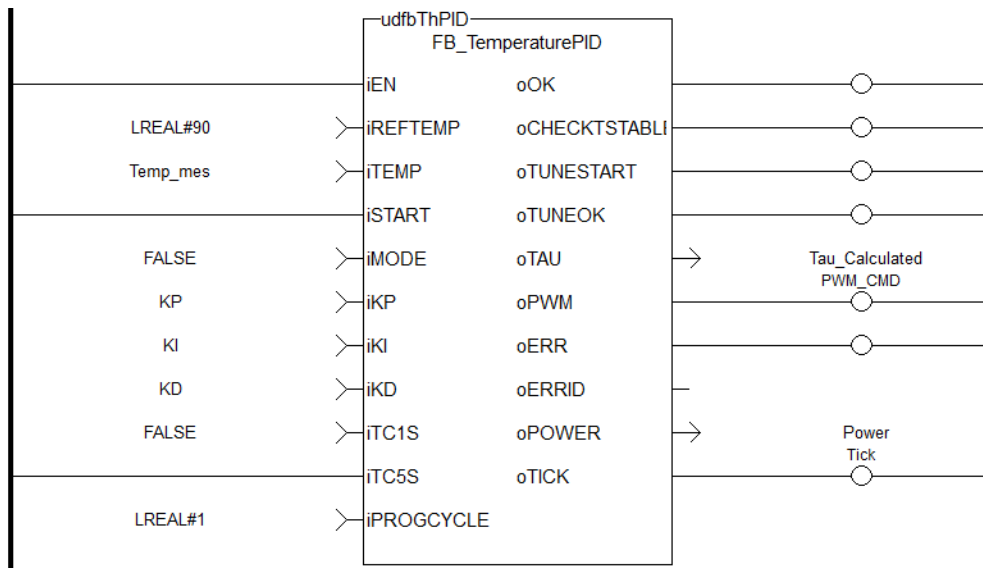 udfbThPID
FB_TemperaturePID
iEN oOK
LREAL#90 iREFTEMP oCHECKTSTABLE
Temp_mes iTEMP oTUNESTART
iSTART oTUNEOK
FALSE iMODE oTAU Tau_Calculated
PWM_CMD
KP iKP oPWM
KI iKI oERR
KD iKD oERRID
FALSE iTC1S oPOWER Power
Tick
iTC5S oTICK
LREAL#1 iPROGCYCLE